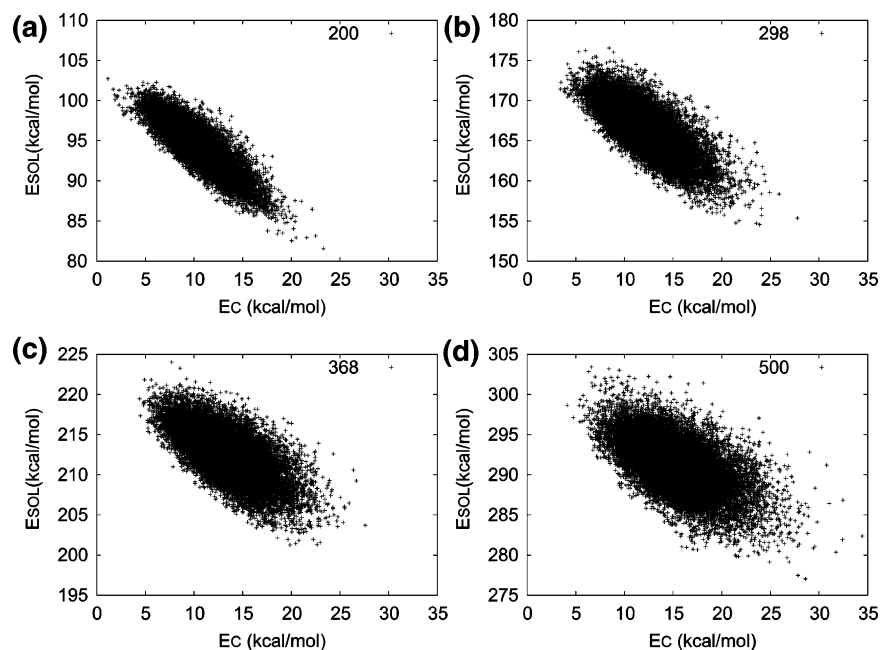 (a)
110
105
100
95
90
85
80
ESOL(kcal/mol)
200
0 5 10 15 20 25 30 35
EC (kcal/mol)
(b)
180
175
170
165
160
155
150
ESOL(kcal/mol)
298
0 5 10 15 20 25 30 35
EC (kcal/mol)
(c)
225
220
215
210
205
200
195
ESOL(kcal/mol)
368
0 5 10 15 20 25 30 35
EC (kcal/mol)
(d)
305
300
295
290
285
280
275
ESOL(kcal/mol)
500
0 5 10 15 20 25 30 35
EC (kcal/mol)